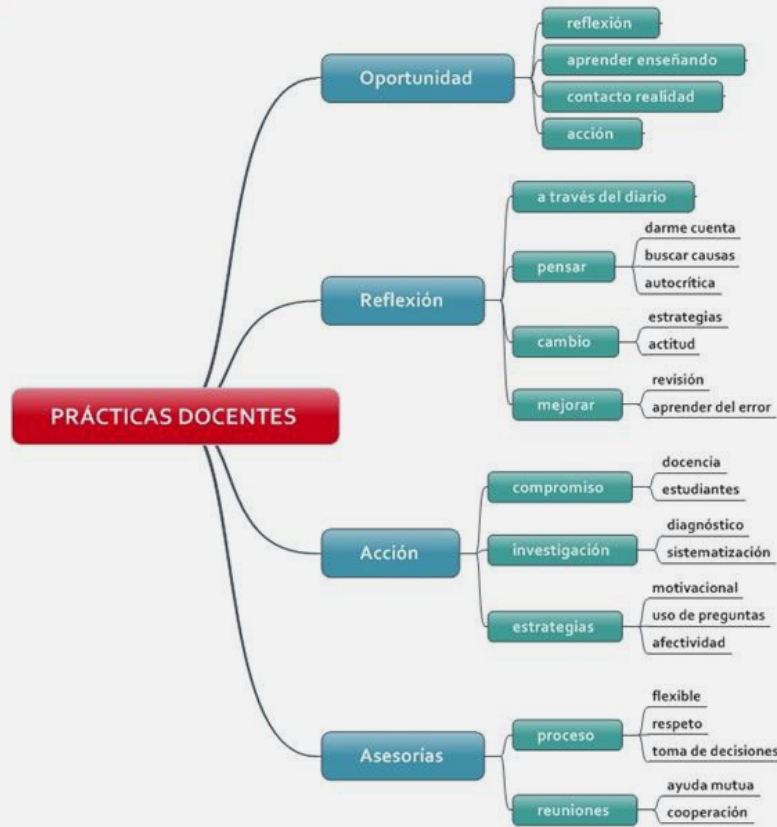 PRÁCTICAS DOCENTES
Oportunidad
reflexión
aprender enseñando
contacto realidad
acción
Reflexión
a través del diario
pensar
darme cuenta
buscar causas
autocrítica
cambio
estrategias
actitud
mejorar
revisión
aprender del error
Acción
compromiso
docencia
estudiantes
investigación
diagnóstico
sistematización
estrategias
motivacional
uso de preguntas
afectividad
Asesorías
proceso
flexible
respeto
toma de decisiones
reuniones
ayuda mutua
cooperación